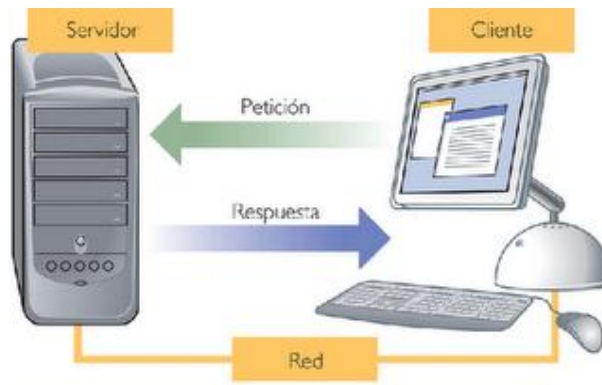 Servidor
Cliente
Petición
Respuesta
Red